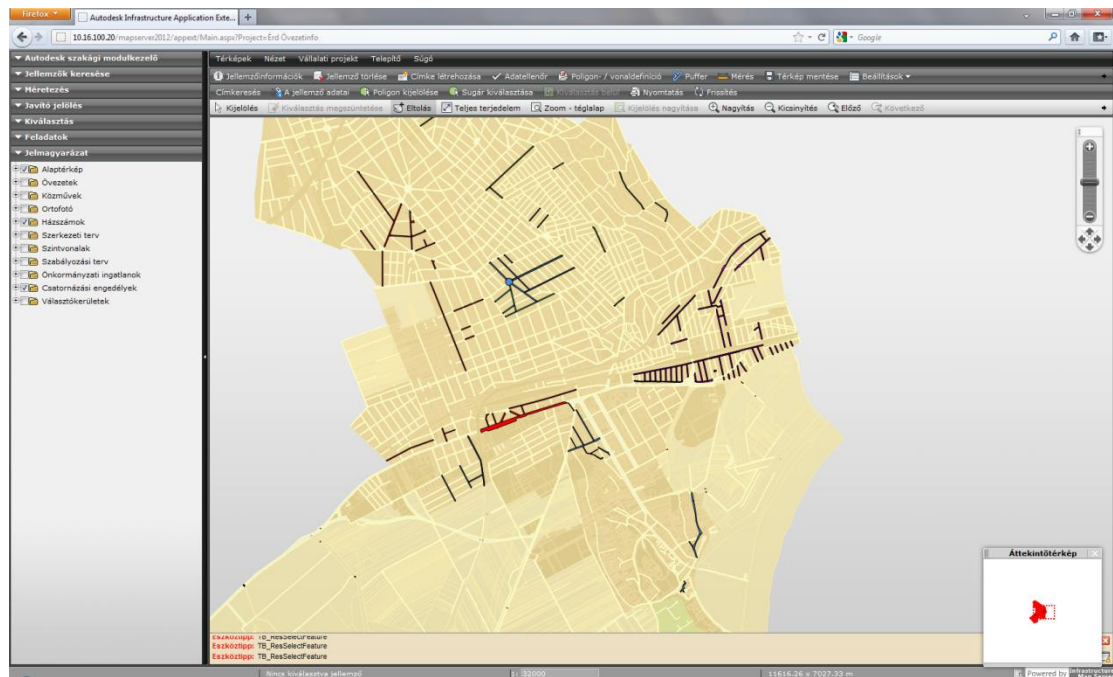 Firefox
Autodesk Infrastructure Application Exte...
10.16.100.20/mapserver2012/appext/Main.aspx?Project=Érd Övezetinfo
Google
Autodesk szakági modulkezelő
Jellemzők keresése
Méretezés
Javító jelölés
Kiválasztás
Feladatok
Jelmagyarázat
Alaptérkép
Övezetek
Közművek
Ortofotó
Házszámok
Szerkezeti terv
Szintvonalak
Szabályozási terv
Önkormányzati ingatlanok
Csatornázási engedélyek
Választókerületek
Térképek Nézet Vállalati projekt Telepítő Súgó
Jellemzőinformációk Jellemző törlése Címke létrehozása Adatellenőr Poligon- / vonaldefiníció Puffer Mérés Térkép mentése Beállítások
Címkeresés A jellemző adatai Poligon kijelölése Sugár kiválasztása Kiválasztás belül Nyomtatás Frissítés
Kijelölés Kiválasztás megszüntetése Eltolás Teljes terjedelem Zoom - téglalap Kijelölés nagyítása Nagyítás Kicsinyítés Előző Következő
Áttekintőtérkép
Eszköztipp: TB_ResSelectFeature
Eszköztipp: TB_ResSelectFeature
Eszköztipp: TB_ResSelectFeature
Nincs kiválasztva jellemző
1: 32000
11616.26 x 7027.33 m
Powered by